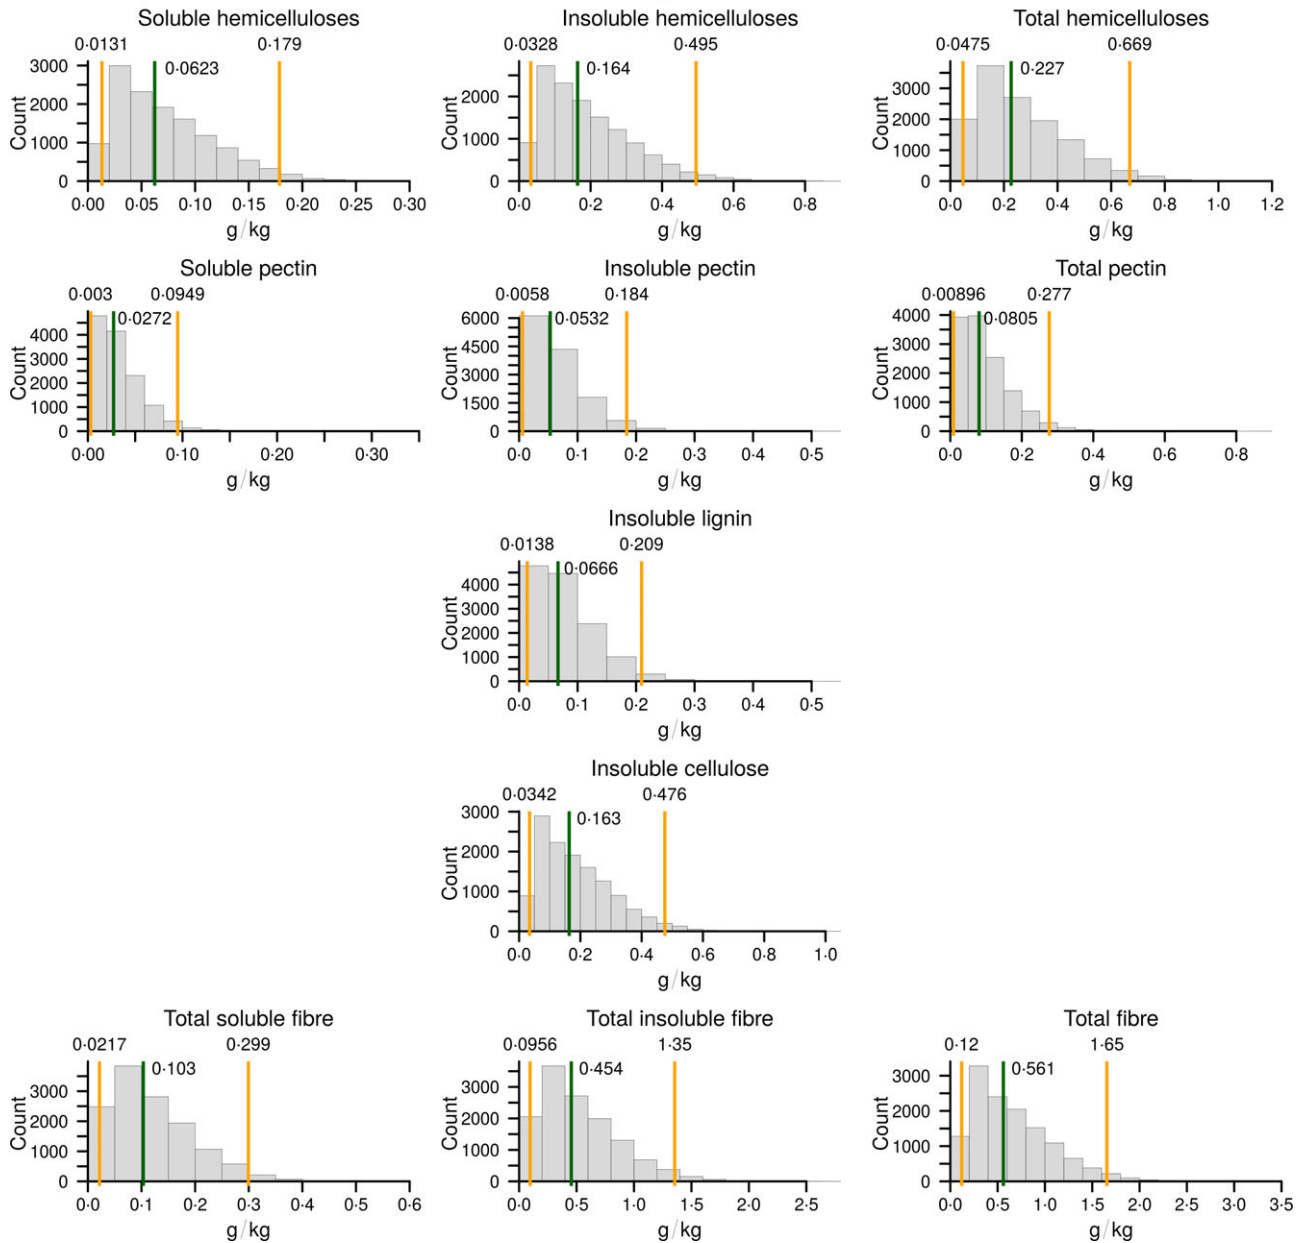 Soluble hemicelluloses
0·0131 0·179
0·0623
Count
3000
2000
1000
0
0·00 0·05 0·10 0·15 0·20 0·25 0·30
g/kg
Insoluble hemicelluloses
0·0328 0·495
0·164
Count
2000
1000
0
0·0 0·2 0·4 0·6 0·8
g/kg
Total hemicelluloses
0·0475 0·669
0·227
Count
3000
2000
1000
0
0·0 0·2 0·4 0·6 0·8 1·0 1·2
g/kg
Soluble pectin
0·003 0·0949
0·0272
Count
4000
3000
2000
1000
0
0·00 0·10 0·20 0·30
g/kg
Insoluble pectin
0·0058 0·184
0·0532
Count
6000
4500
3000
1500
0
0·0 0·1 0·2 0·3 0·4 0·5
g/kg
Total pectin
0·00896 0·277
0·0805
Count
4000
3000
2000
1000
0
0·0 0·2 0·4 0·6 0·8
g/kg
Insoluble lignin
0·0138 0·209
0·0666
Count
4000
3000
2000
1000
0
0·0 0·1 0·2 0·3 0·4 0·5
g/kg
Insoluble cellulose
0·0342 0·476
0·163
Count
3000
2000
1000
0
0·0 0·2 0·4 0·6 0·8 1·0
g/kg
Total soluble fibre
0·0217 0·299
0·103
Count
3000
2000
1000
0
0·0 0·1 0·2 0·3 0·4 0·5 0·6
g/kg
Total insoluble fibre
0·0956 1·35
0·454
Count
3000
2000
1000
0
0·0 0·5 1·0 1·5 2·0 2·5
g/kg
Total fibre
0·12 1·65
0·561
Count
3000
2000
1000
0
0·0 0·5 1·0 1·5 2·0 2·5 3·0 3·5
g/kg